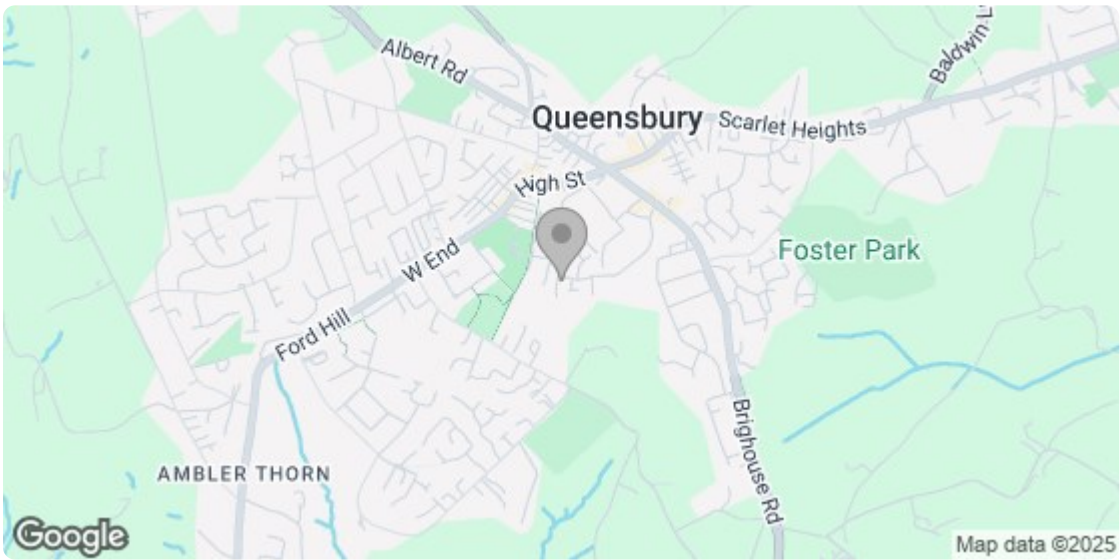 Albert Rd
Baldwin L
Queensbury
Scarlet Heights
High St
Foster Park
W End
Ford Hill
Brighouse Rd
AMBLER THORN
Google
Map data ©2025